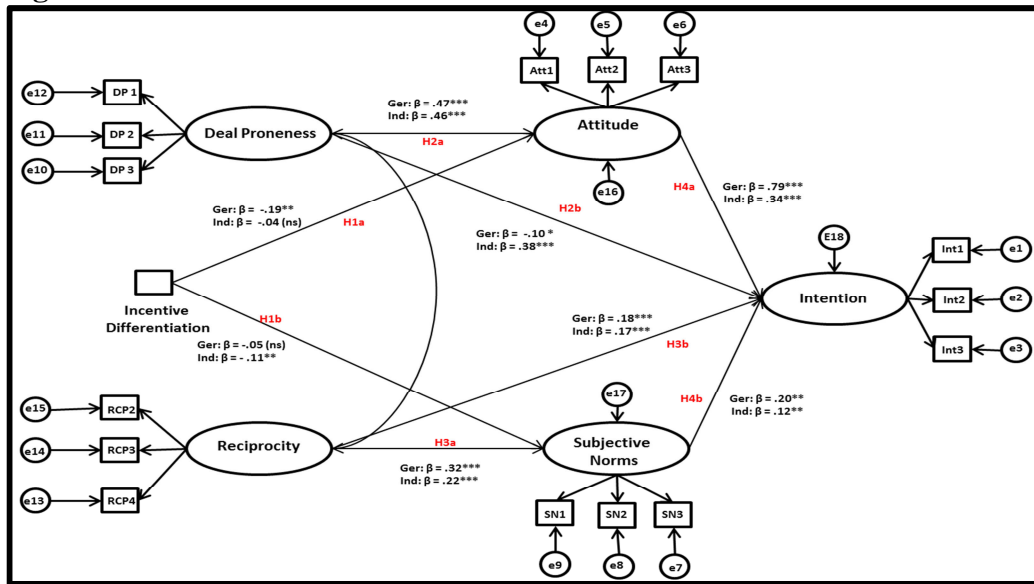 e4
e5
e6
Att1
Att2
Att3
e12
DP 1
e11
DP 2
e10
DP 3
Deal Proneness
Ger: β = .47***
Ind: β = .46***
H2a
Attitude
e16
Ger: β = -.19**
Ind: β = -.04 (ns)
H1a
H2b
Ger: β = -.10 *
Ind: β = .38***
H4a
Ger: β = .79***
Ind: β = .34***
E18
Intention
Int1
e1
Int2
e2
Int3
e3
Incentive
Differentiation
H1b
Ger: β = -.05 (ns)
Ind: β = - .11**
Ger: β = .18***
Ind: β = .17***
H3b
e15
RCP2
e14
RCP3
e13
RCP4
Reciprocity
H3a
Ger: β = .32***
Ind: β = .22***
e17
Subjective
Norms
H4b
Ger: β = .20**
Ind: β = .12**
SN1
SN2
SN3
e9
e8
e7